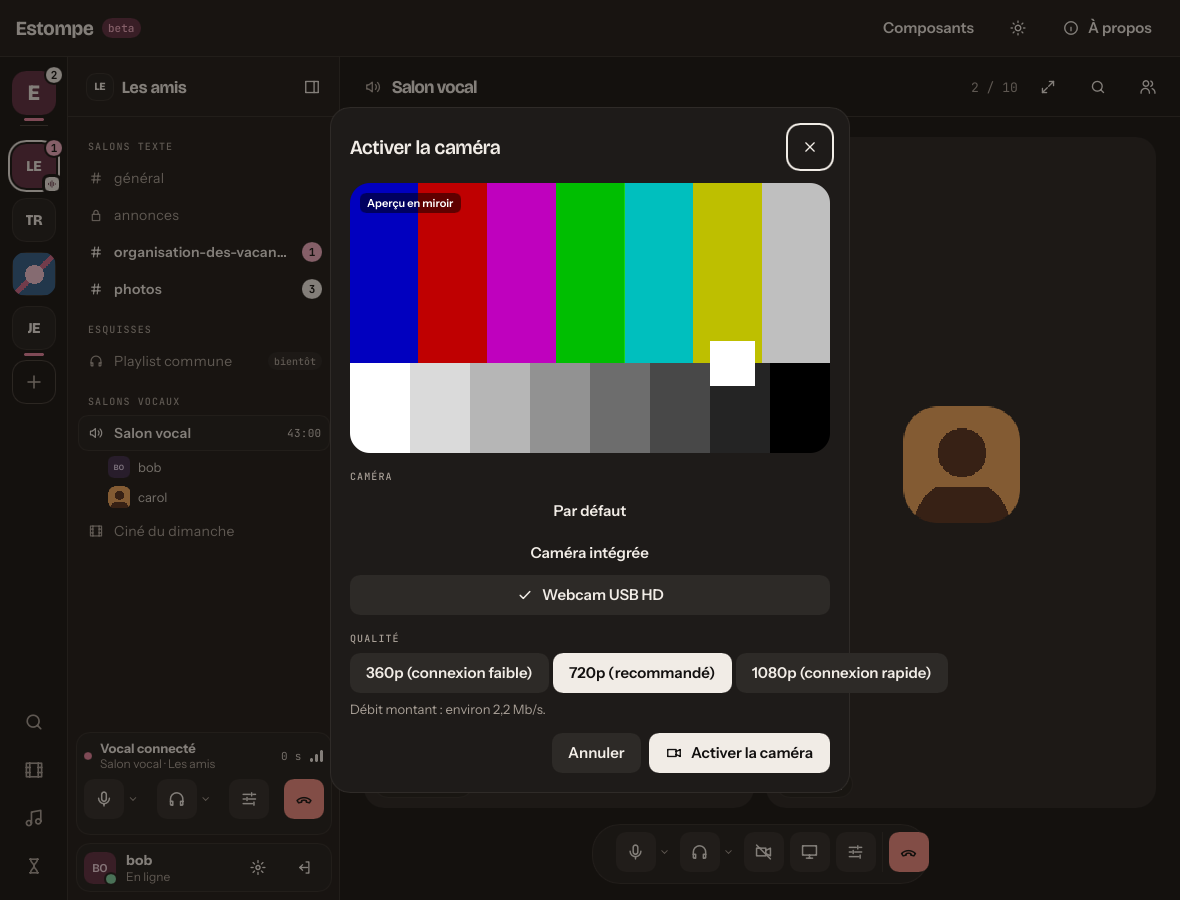 Estompe beta
Composants
À propos
E 2
LE 1
TR
JE
LE Les amis
SALONS TEXTE
# général
annonces
# organisation-des-vacan... 1
# photos 3
ESQUISSES
Playlist commune bientôt
SALONS VOCAUX
Salon vocal 43:00
BO bob
carol
Ciné du dimanche
Vocal connecté
Salon vocal · Les amis
0 s
BO bob
En ligne
Salon vocal
2 / 10
Activer la caméra
Aperçu en miroir
CAMÉRA
Par défaut
Caméra intégrée
Webcam USB HD
QUALITÉ
360p (connexion faible) 720p (recommandé) 1080p (connexion rapide)
Débit montant : environ 2,2 Mb/s.
Annuler Activer la caméra